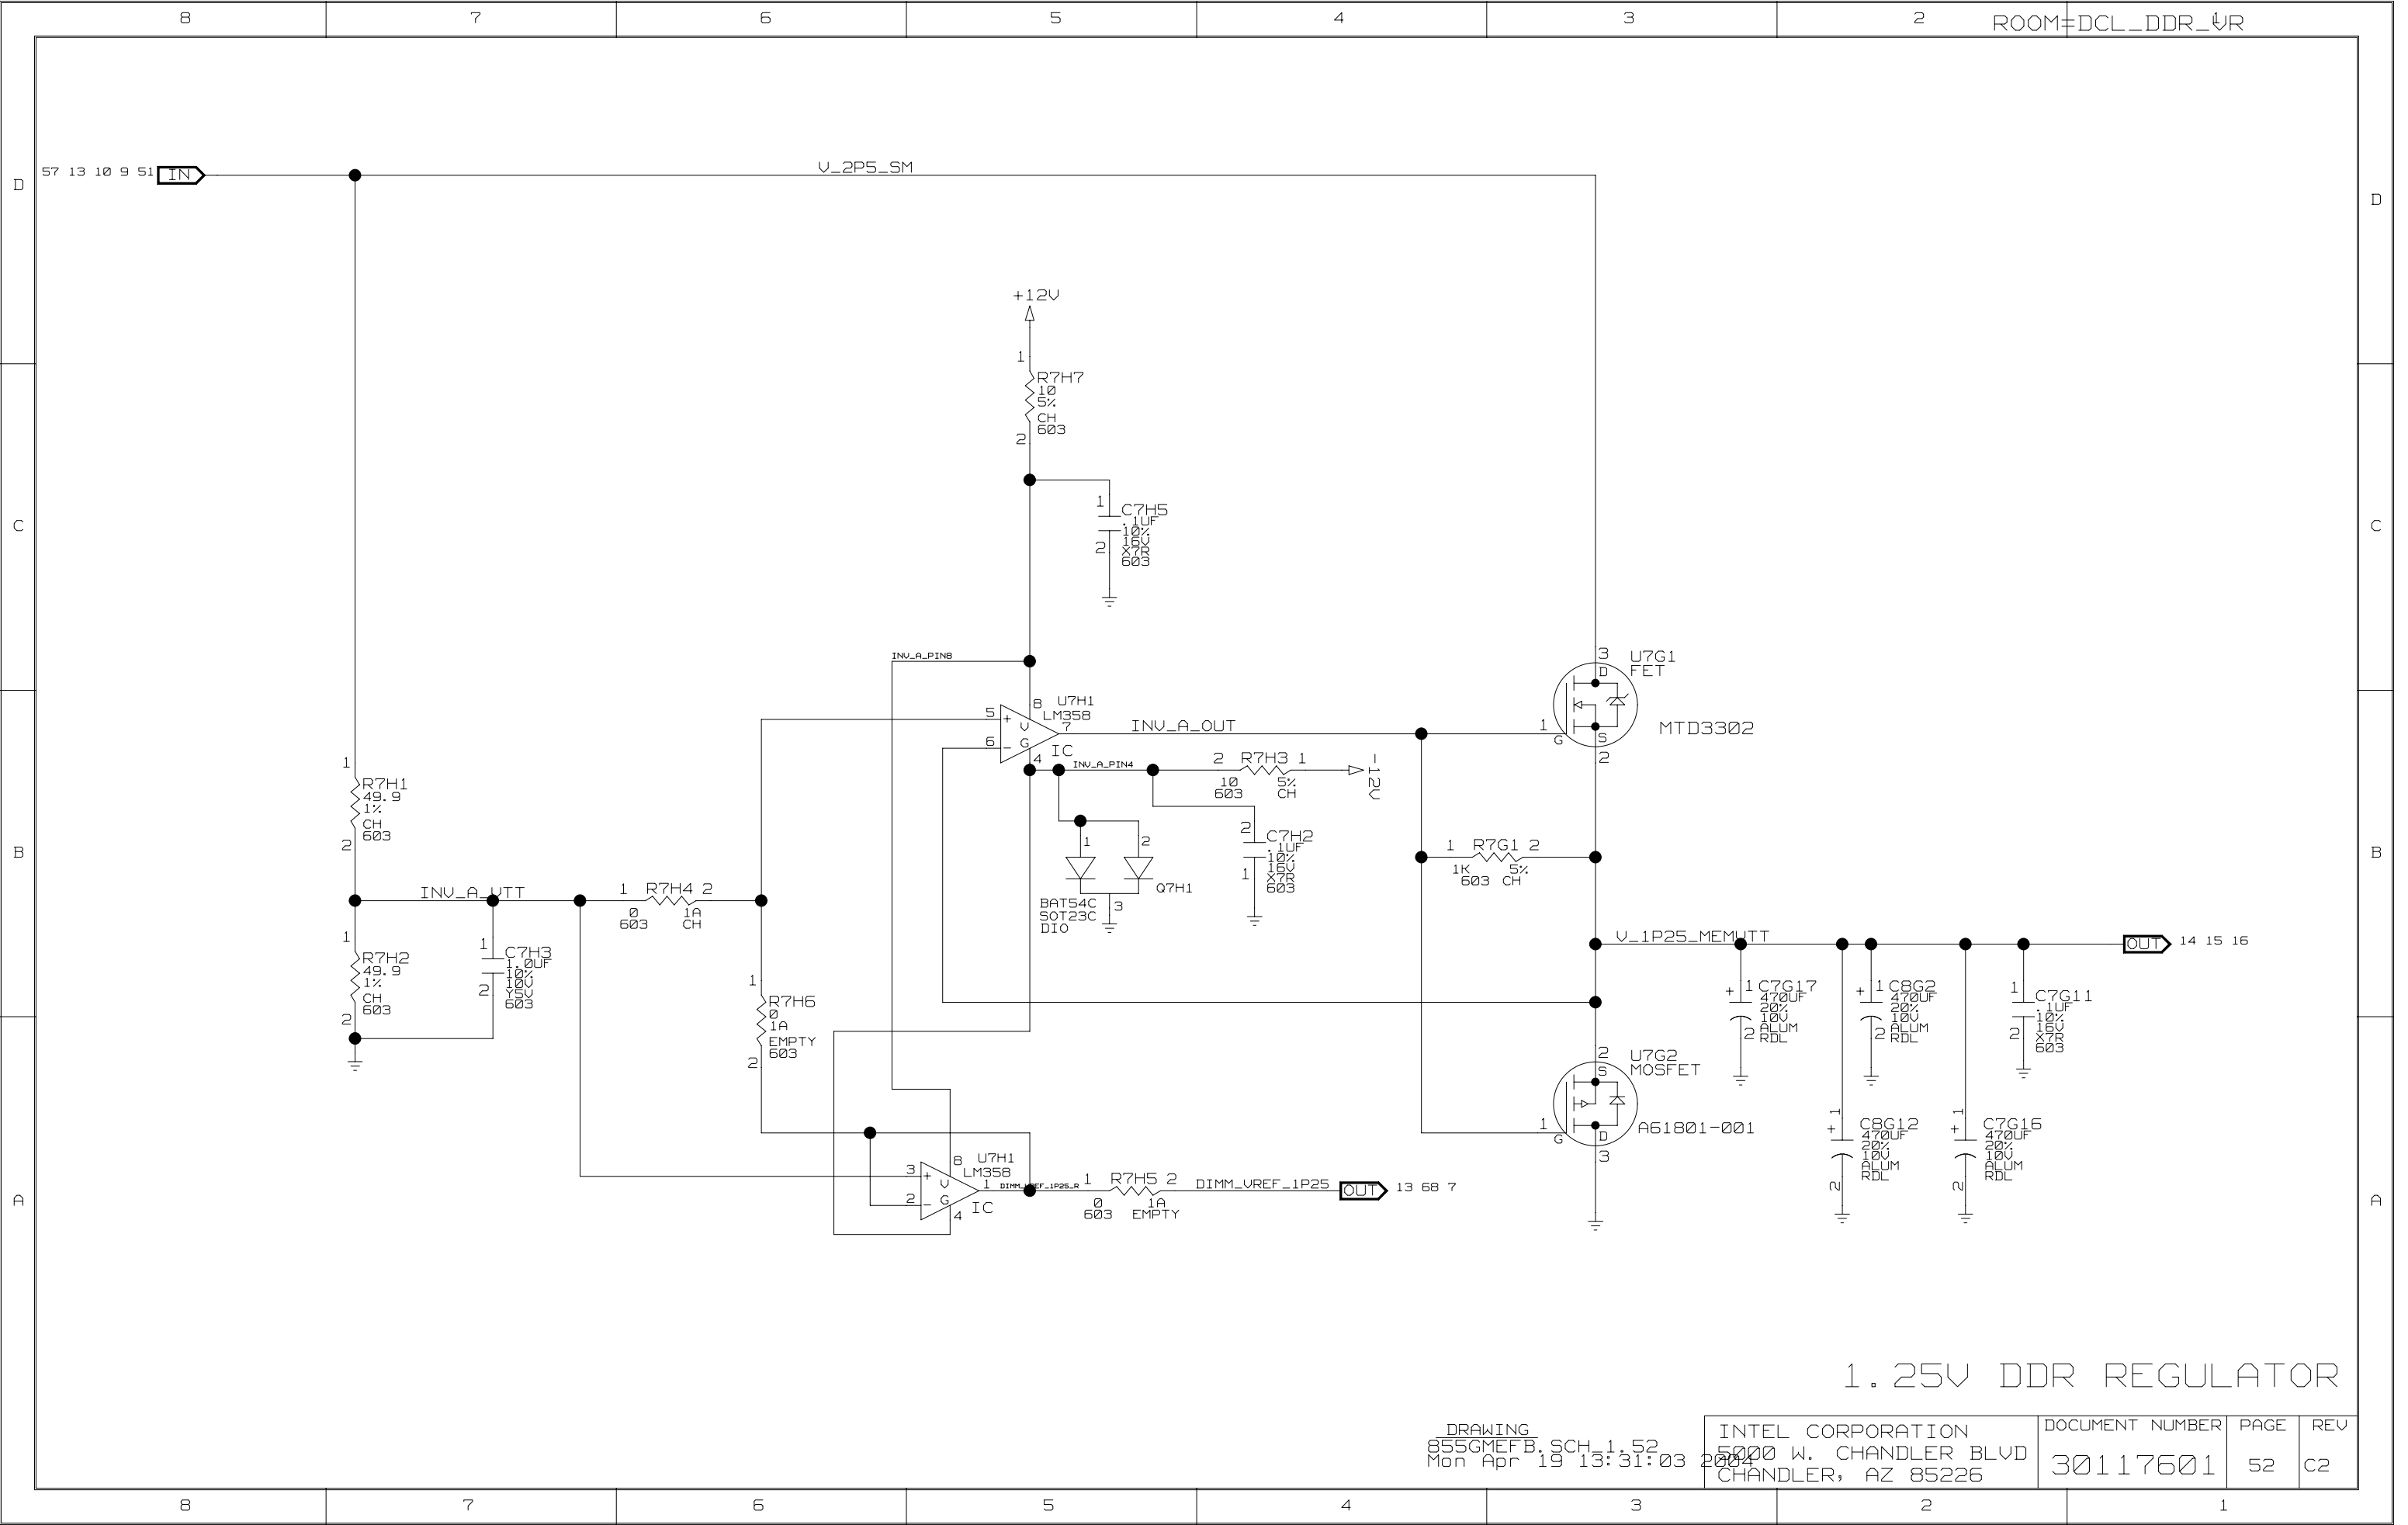 8 7 6 5 4 3 2 1
ROOM=DCL_DDR_VR
57 13 10 9 51 IN
V_2P5_SM
D
D
+12V
1
R7H7
10
5%
CH
603
2
C
C
1
C7H5
.1UF
10%
16V
X7R
603
2
INV_A_PIN8
3
D
U7G1
FET
MTD3302
1
G
S
2
8
U7H1
LM358
5
+
V
7
6
-
G
IC
4
INV_A_OUT
INV_A_PIN4
2 R7H3 1
10
5%
603
CH
-12V
1
R7H1
49.9
1%
CH
603
2
B
B
1
2
Q7H1
BAT54C
SOT23C
DIO
3
2
C7H2
.1UF
10%
16V
X7R
603
1
1 R7G1 2
1K
5%
603 CH
INV_A_VTT
1 R7H4 2
0
1A
603
CH
1
R7H2
49.9
1%
CH
603
2
1
C7H3
1.0UF
10%
10V
Y5V
603
2
1
R7H6
0
1A
EMPTY
603
2
V_1P25_MEMVTT
OUT 14 15 16
+
1 C7G17
470UF
20%
10V
ALUM
2 RDL
+
1 C8G2
470UF
20%
10V
ALUM
2 RDL
1
C7G11
.1UF
10%
16V
X7R
603
2
2
S
U7G2
MOSFET
A61801-001
1
G
D
3
1
+
C8G12
470UF
20%
10V
ALUM
RDL
2
1
+
C7G16
470UF
20%
10V
ALUM
RDL
2
A
A
8
U7H1
LM358
3
+
V
1
2
-
G
IC
4
DIMM_VREF_1P25_R
1 R7H5 2
0
1A
603
EMPTY
DIMM_VREF_1P25
OUT 13 68 7
1.25V DDR REGULATOR
DRAWING
855GMEFB.SCH_1.52
Mon Apr 19 13:31:03 2004
INTEL CORPORATION
5000 W. CHANDLER BLVD
CHANDLER, AZ 85226
DOCUMENT NUMBER
30117601
PAGE
52
REV
C2
8 7 6 5 4 3 2 1